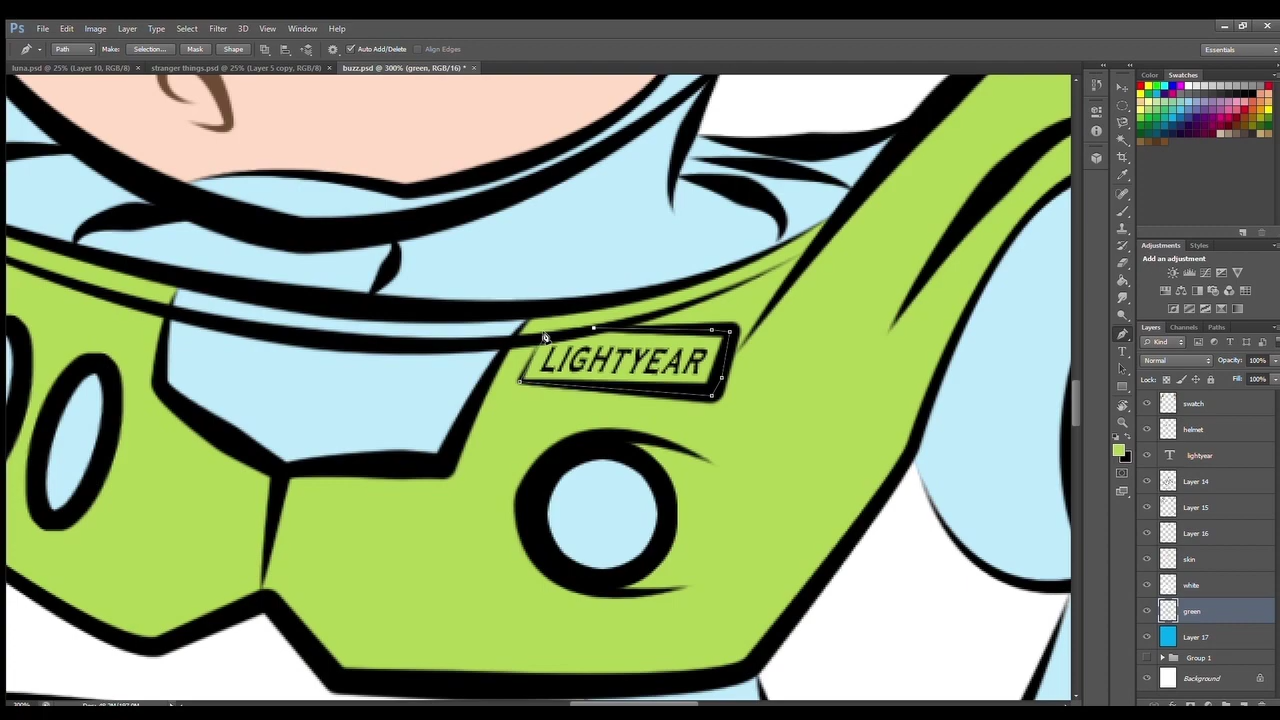 Ps File Edit Image Layer Type Select Filter 3D View Window Help
Path Make: Selection... Mask Shape Auto Add/Delete Align Edges Essentials
luna.psd @ 25% (Layer 10, RGB/8) × stranger things.psd @ 25% (Layer 5 copy, RGB/8) × buzz.psd @ 300% (green, RGB/16) * ×
Color Swatches
LIGHTYEAR
Adjustments Styles
Add an adjustment
Layers Channels Paths
Kind
Normal Opacity: 100%
Lock: Fill: 100%
swatch
helmet
T lightyear
Layer 14
Layer 15
Layer 16
skin
white
green
Layer 17
Group 1
Background